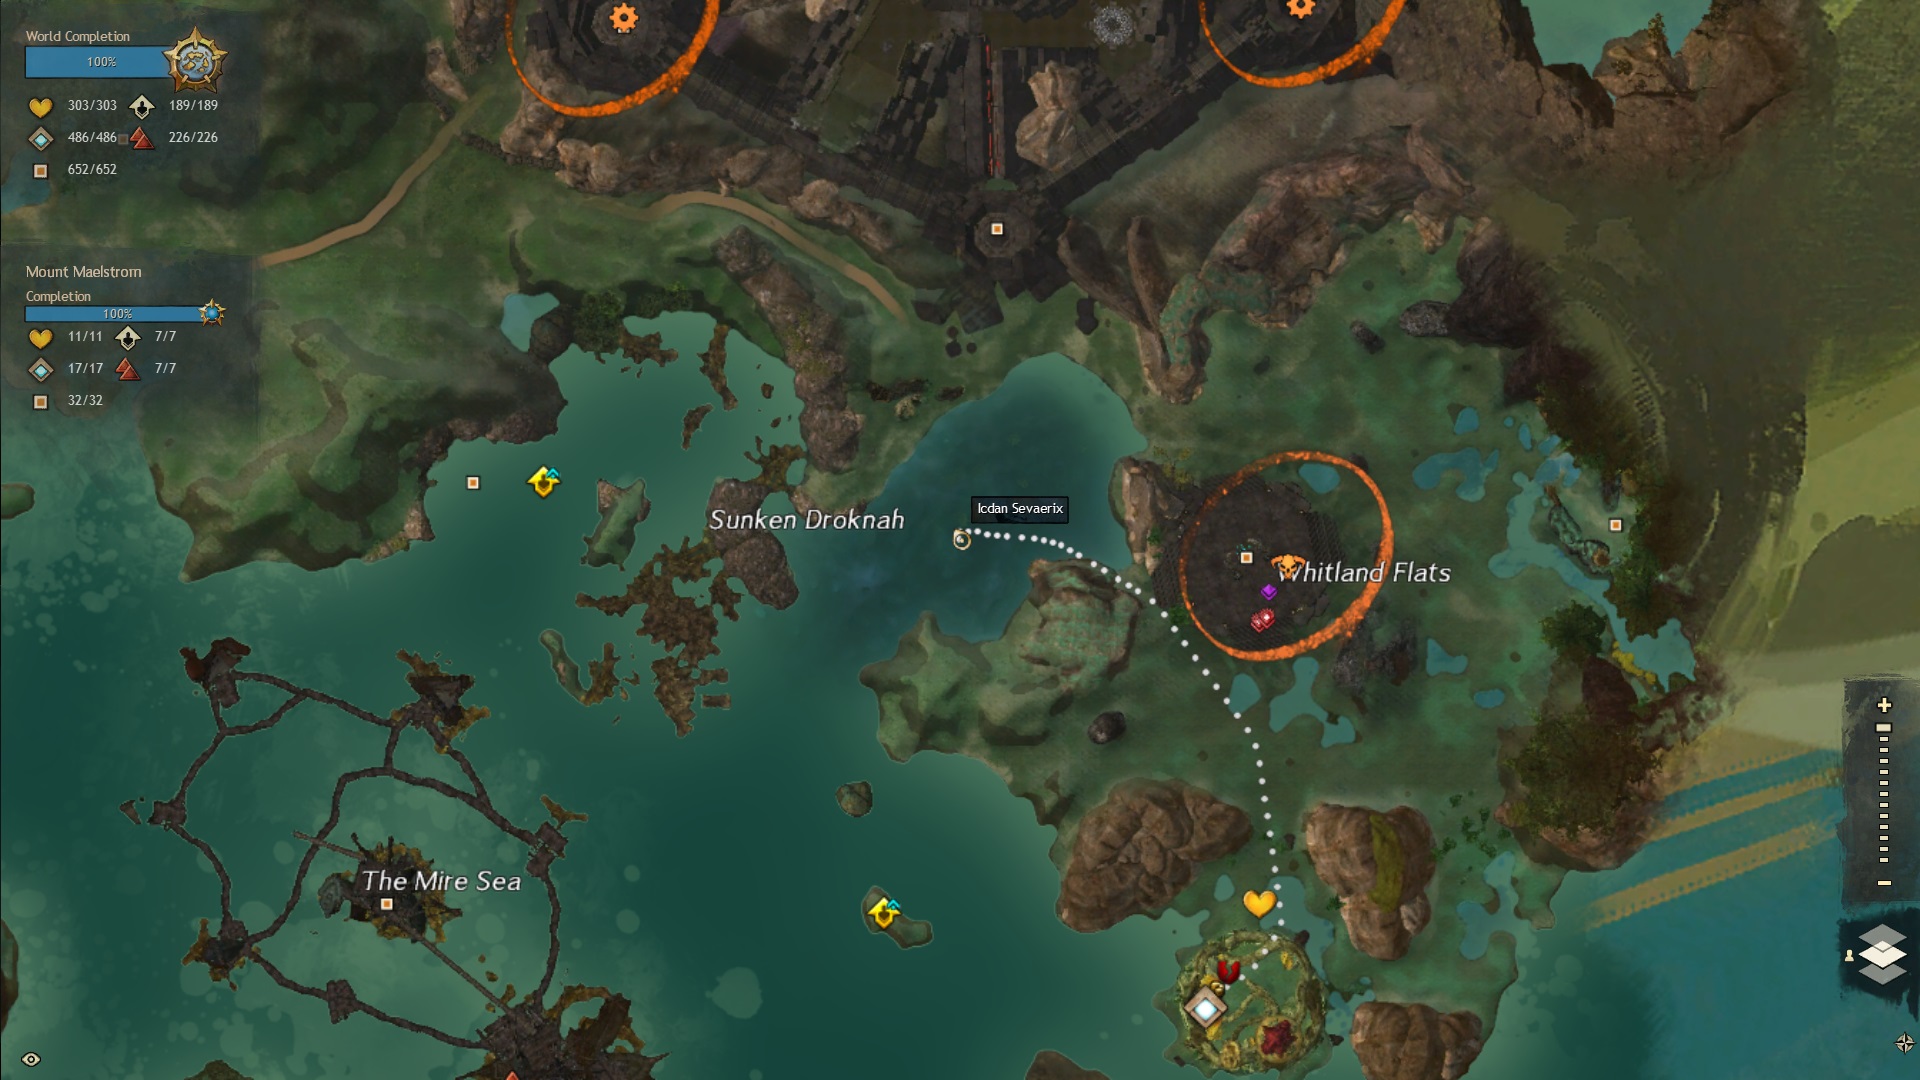 World Completion
100%
303/303 189/189
486/486 226/226
652/652
Mount Maelstrom
Completion
100%
11/11 7/7
17/17 7/7
32/32
Icdan Sevaerix
Sunken Droknah
Whitland Flats
The Mire Sea